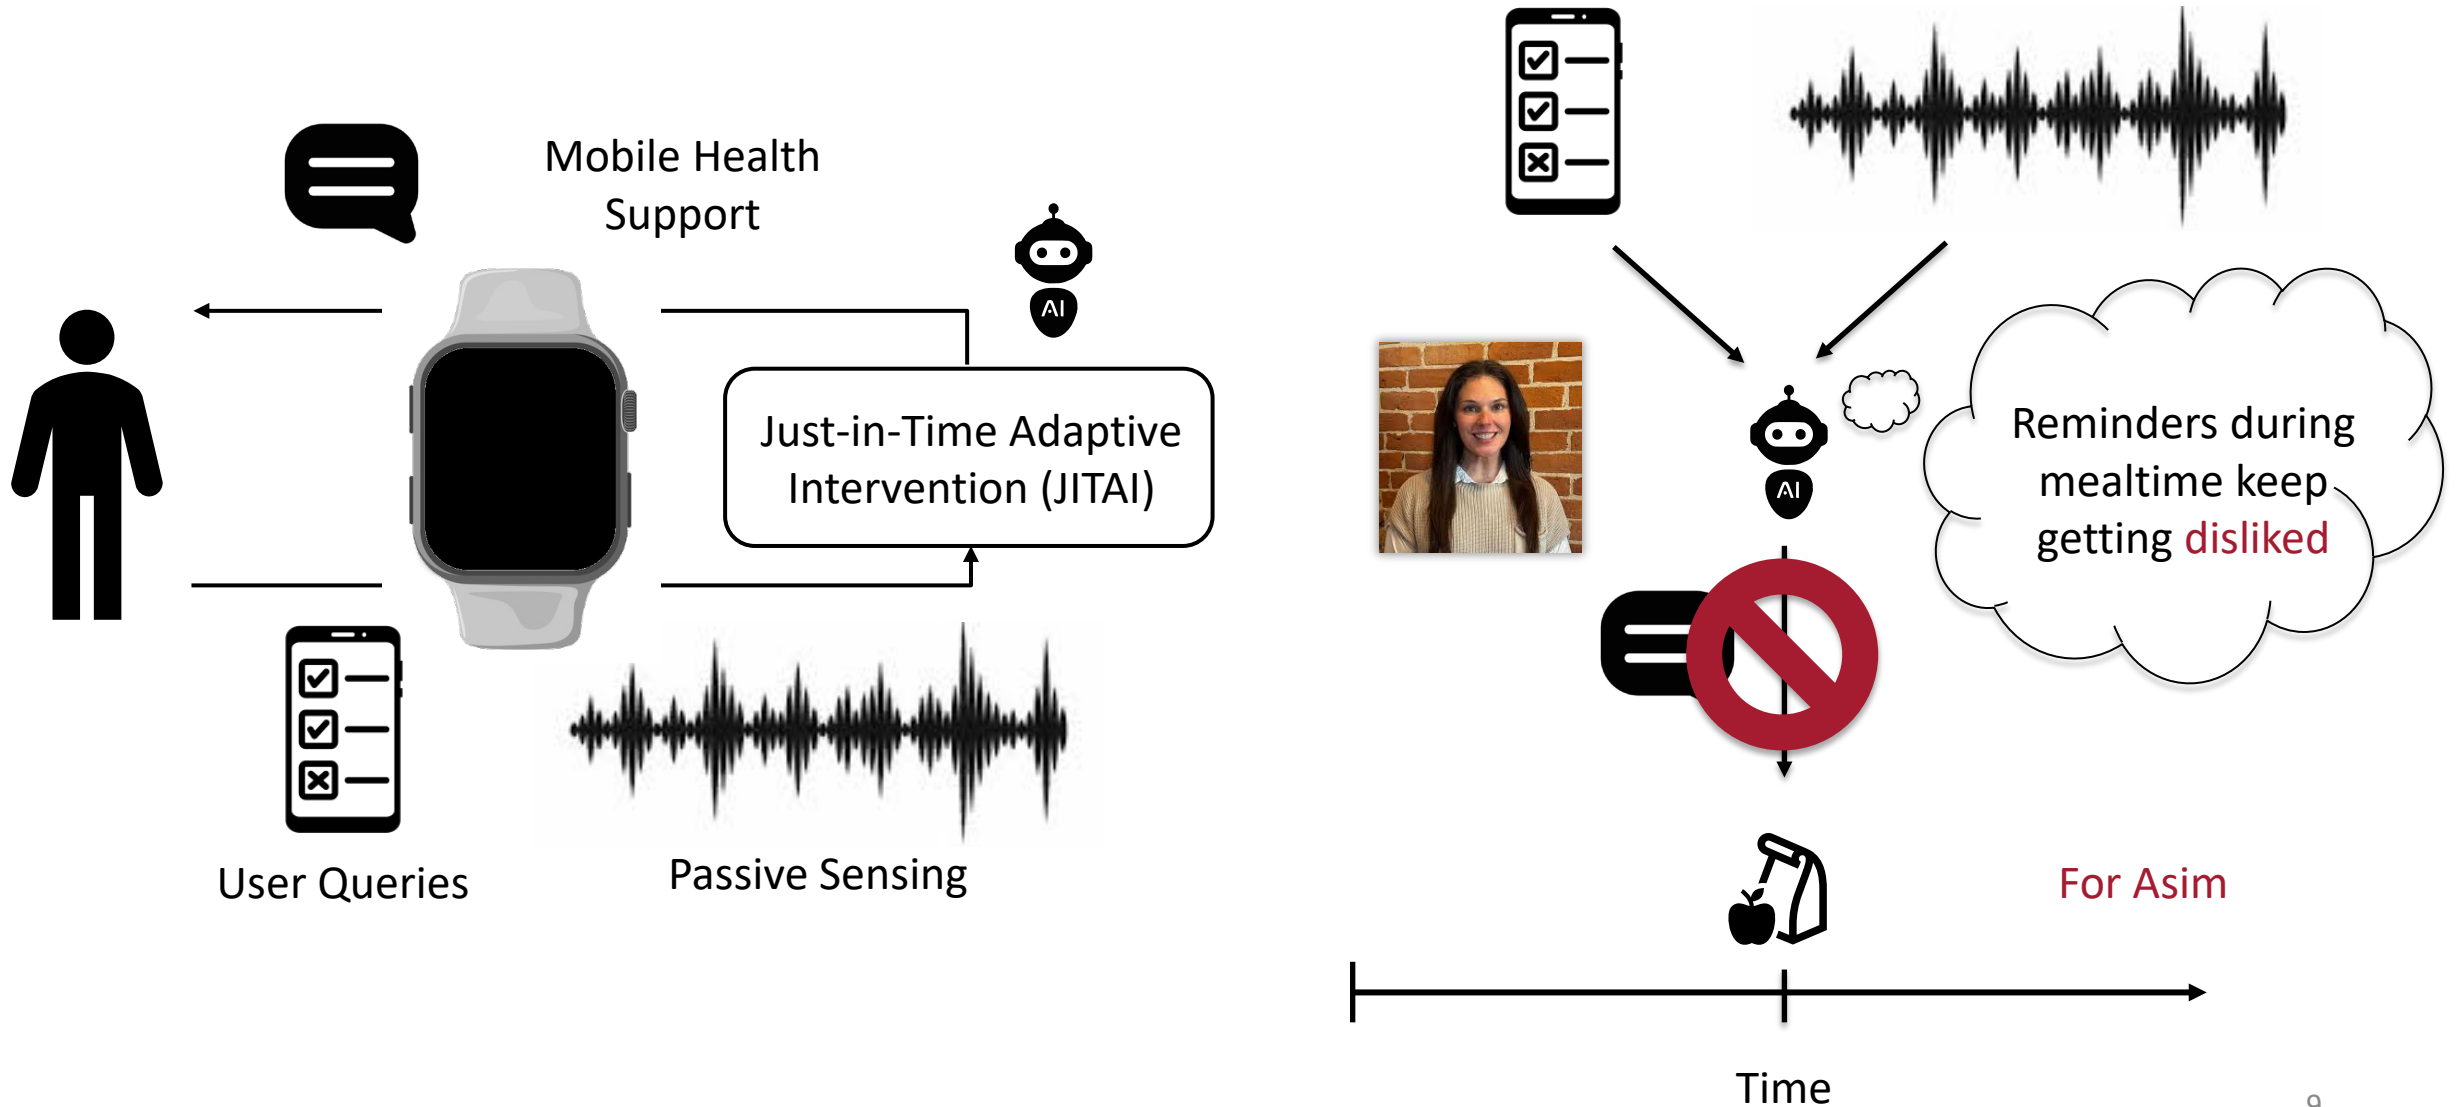 Mobile Health
Support
AI
Just-in-Time Adaptive
Intervention (JITAI)
User Queries
Passive Sensing
AI
Reminders during
mealtime keep
getting disliked
For Asim
Time
9